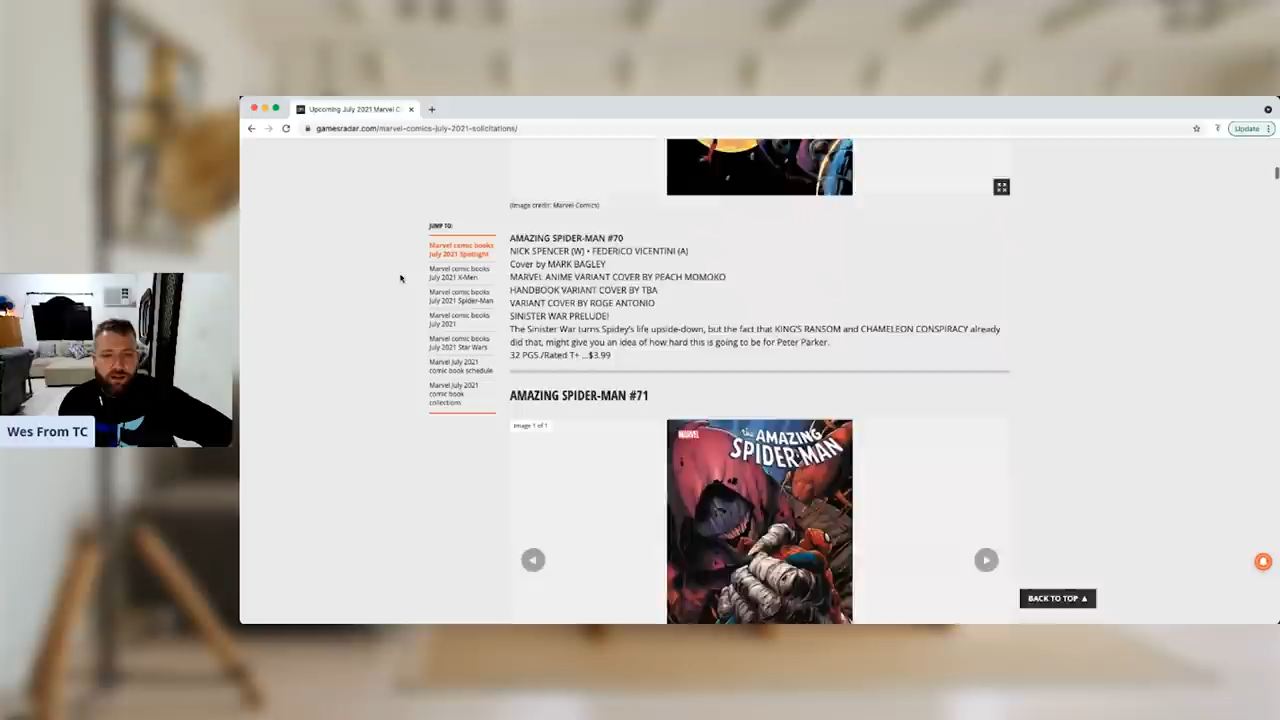 Upcoming July 2021 Marvel C
gamesradar.com/marvel-comics-july-2021-solicitations/
Update
(Image credit: Marvel Comics)
JUMP TO:
Marvel comic books
July 2021 Spotlight
Marvel comic books
July 2021 X-Men
Marvel comic books
July 2021 Spider-Man
Marvel comic books
July 2021
Marvel comic books
July 2021 Star Wars
Marvel July 2021
comic book schedule
Marvel July 2021
comic book
collections
AMAZING SPIDER-MAN #70
NICK SPENCER (W) • FEDERICO VICENTINI (A)
Cover by MARK BAGLEY
MARVEL ANIME VARIANT COVER BY PEACH MOMOKO
HANDBOOK VARIANT COVER BY TBA
VARIANT COVER BY ROGE ANTONIO
SINISTER WAR PRELUDE!
The Sinister War turns Spidey's life upside-down, but the fact that KING'S RANSOM and CHAMELEON CONSPIRACY already
did that, might give you an idea of how hard this is going to be for Peter Parker.
32 PGS./Rated T+ ...$3.99
AMAZING SPIDER-MAN #71
Image 1 of 1
MARVEL
the AMAZING
SPIDER-MAN
BACK TO TOP ▲
Wes From TC